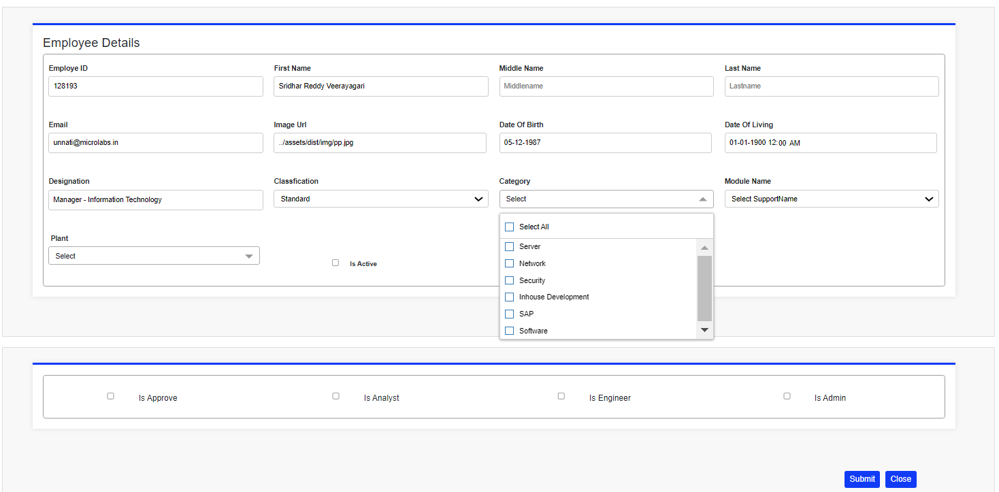 Employee Details
Employe ID First Name Middle Name Last Name
128193 Sridhar Reddy Veerayagari Middlename Lastname
Email Image Url Date Of Birth Date Of Living
unnati@microlabs.in ../assets/dist/img/pp.jpg 05-12-1987 01-01-1900 12:00 AM
Designation Classfication Category Module Name
Manager - Information Technology Standard Select Select SupportName
Select All
Plant
Server
Select
Network
Is Active
Security
Inhouse Development
SAP
Software
Is Approve Is Analyst Is Engineer Is Admin
Submit Close